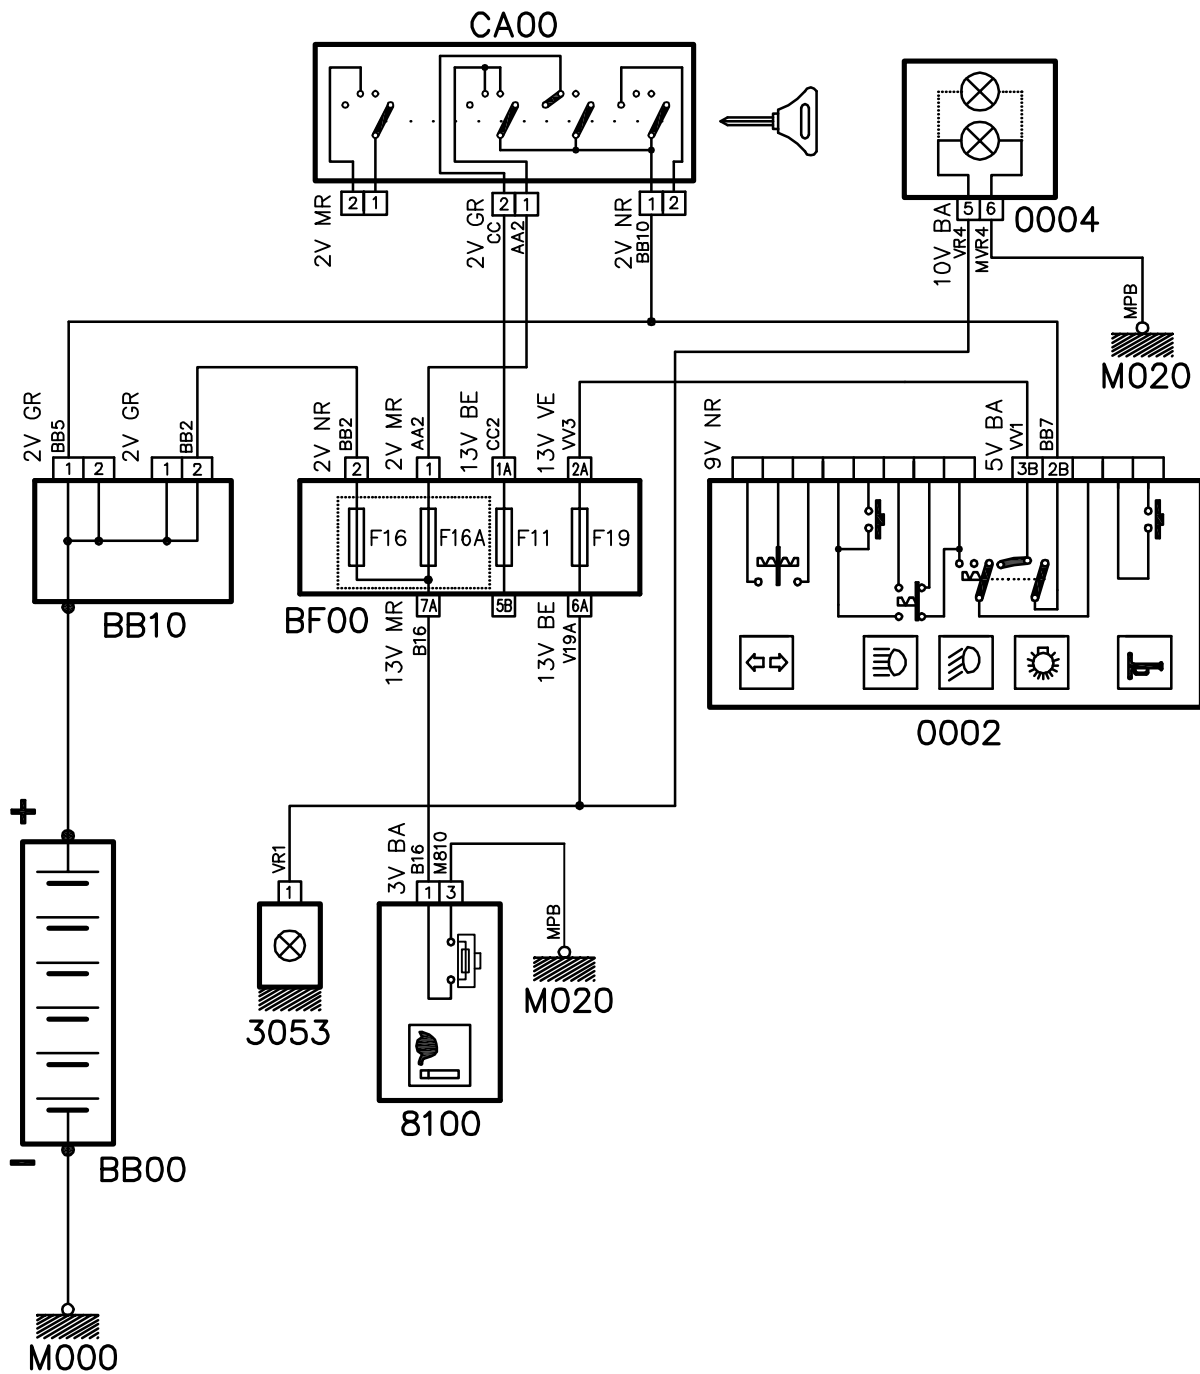 CA00
2 1
2 1
1 2
2V MR
2V GR
CC
AA2
2V NR
BB10
5 6
0004
10V BA
VR4
MVR4
MPB
M020
2V GR
BB5
2V GR
BB2
2V NR
BB2
2V MR
AA2
13V BE
CC2
13V VE
VV3
9V NR
5V BA
VV1
BB7
1 2
1 2
2
1
1A
2A
3B 2B
F16
F16A
F11
F19
BB10
BF00
7A
5B
6A
13V MR
B16
13V BE
V19A
0002
+
VR1
3V BA
B16
M810
1
1 3
MPB
3053
M020
8100
-
BB00
M000